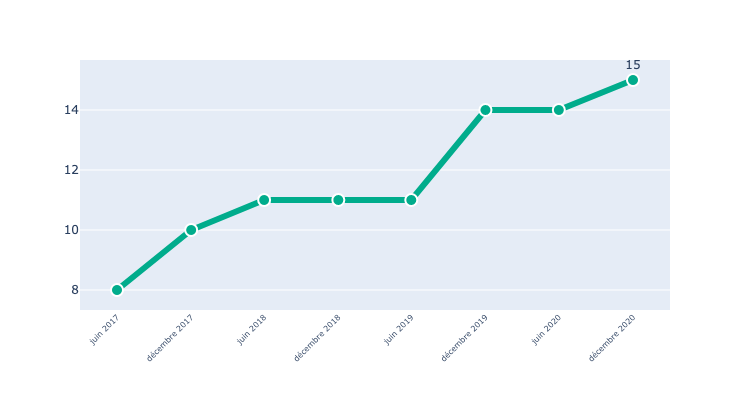 15
14
12
10
8
juin 2017
décembre 2017
juin 2018
décembre 2018
juin 2019
décembre 2019
juin 2020
décembre 2020